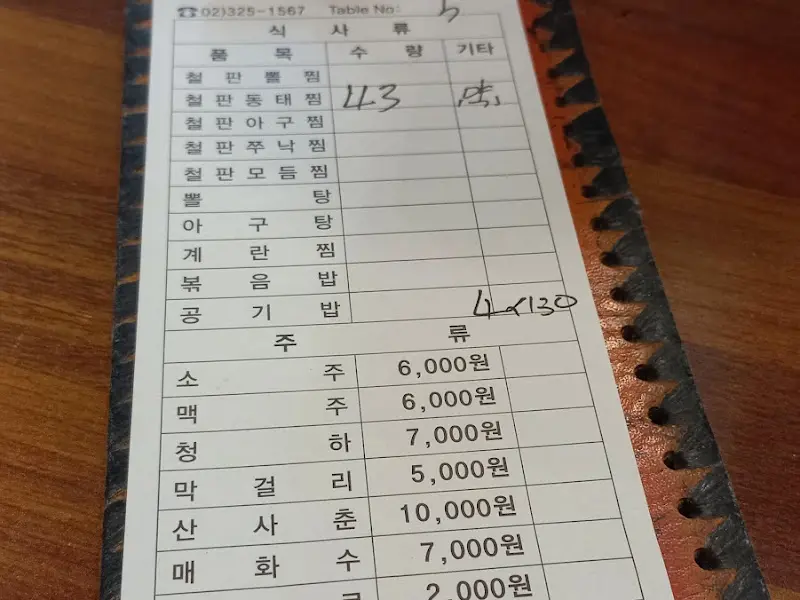 ☎02)325-1567 Table No: 5
식 사 류
품 목 수 량 기타
철 판 뽈 찜
철 판 동 태 찜 43
철 판 아 구 찜
철 판 쭈 낙 찜
철 판 모 듬 찜
뽈 탕
아 구 탕
계 란 찜
볶 음 밥
공 기 밥
주 류
소 주 6,000원
맥 주 6,000원
청 하 7,000원
막 걸 리 5,000원
산 사 춘 10,000원
매 화 수 7,000원
2,000원